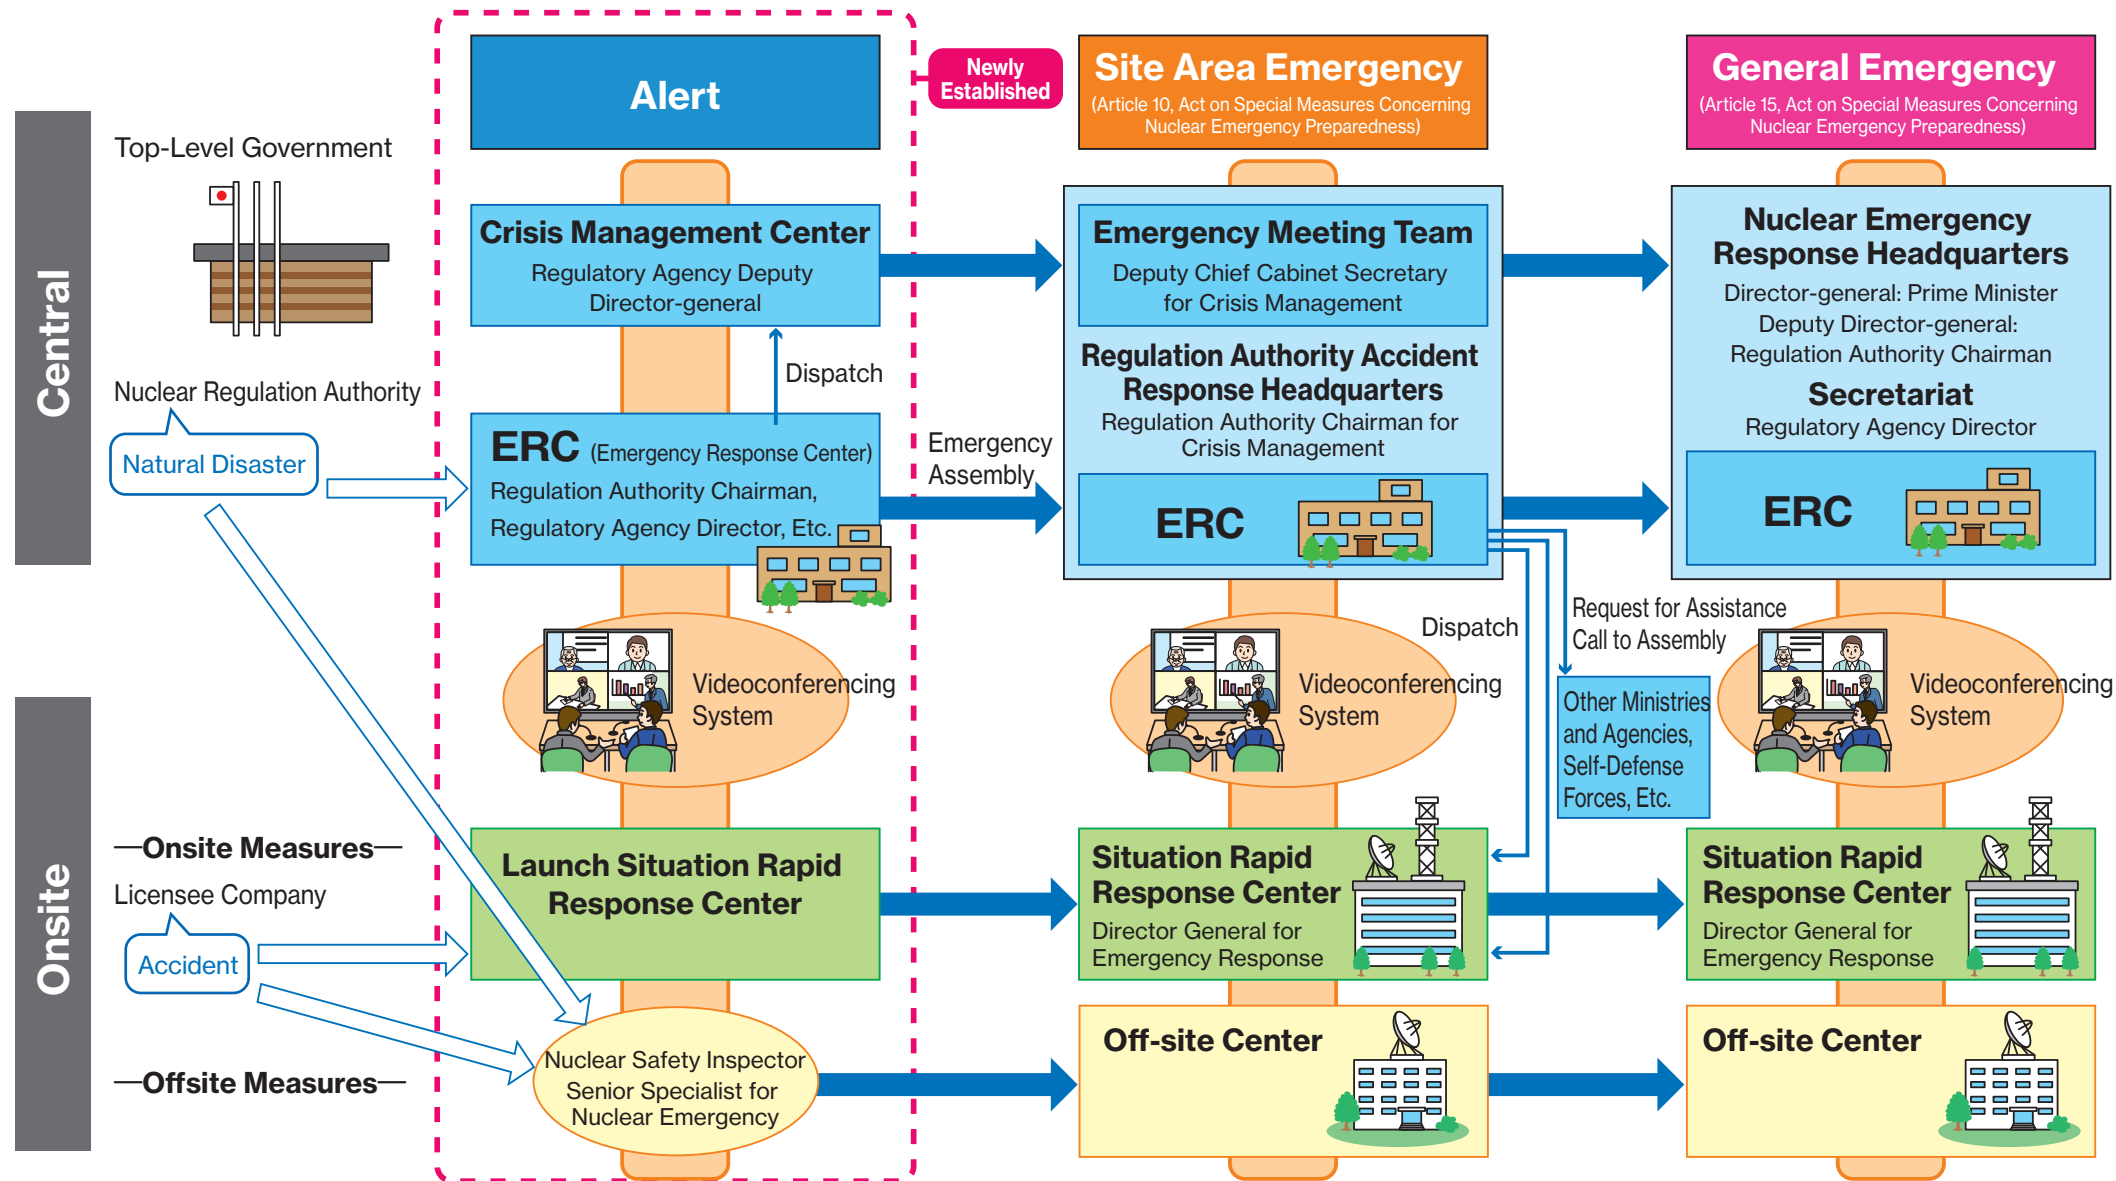 Alert
Newly
Established
Site Area Emergency
(Article 10, Act on Special Measures Concerning
Nuclear Emergency Preparedness)
General Emergency
(Article 15, Act on Special Measures Concerning
Nuclear Emergency Preparedness)
Central
Top-Level Government
Nuclear Regulation Authority
Natural Disaster
Crisis Management Center
Regulatory Agency Deputy
Director-general
Dispatch
ERC (Emergency Response Center)
Regulation Authority Chairman,
Regulatory Agency Director, Etc.
Emergency
Assembly
Emergency Meeting Team
Deputy Chief Cabinet Secretary
for Crisis Management
Regulation Authority Accident
Response Headquarters
Regulation Authority Chairman for
Crisis Management
ERC
Nuclear Emergency
Response Headquarters
Director-general: Prime Minister
Deputy Director-general:
Regulation Authority Chairman
Secretariat
Regulatory Agency Director
ERC
Videoconferencing
System
Videoconferencing
System
Dispatch
Request for Assistance
Call to Assembly
Other Ministries
and Agencies,
Self-Defense
Forces, Etc.
Videoconferencing
System
Onsite
—Onsite Measures—
Licensee Company
Accident
—Offsite Measures—
Launch Situation Rapid
Response Center
Situation Rapid
Response Center
Director General for
Emergency Response
Situation Rapid
Response Center
Director General for
Emergency Response
Nuclear Safety Inspector
Senior Specialist for
Nuclear Emergency
Off-site Center
Off-site Center